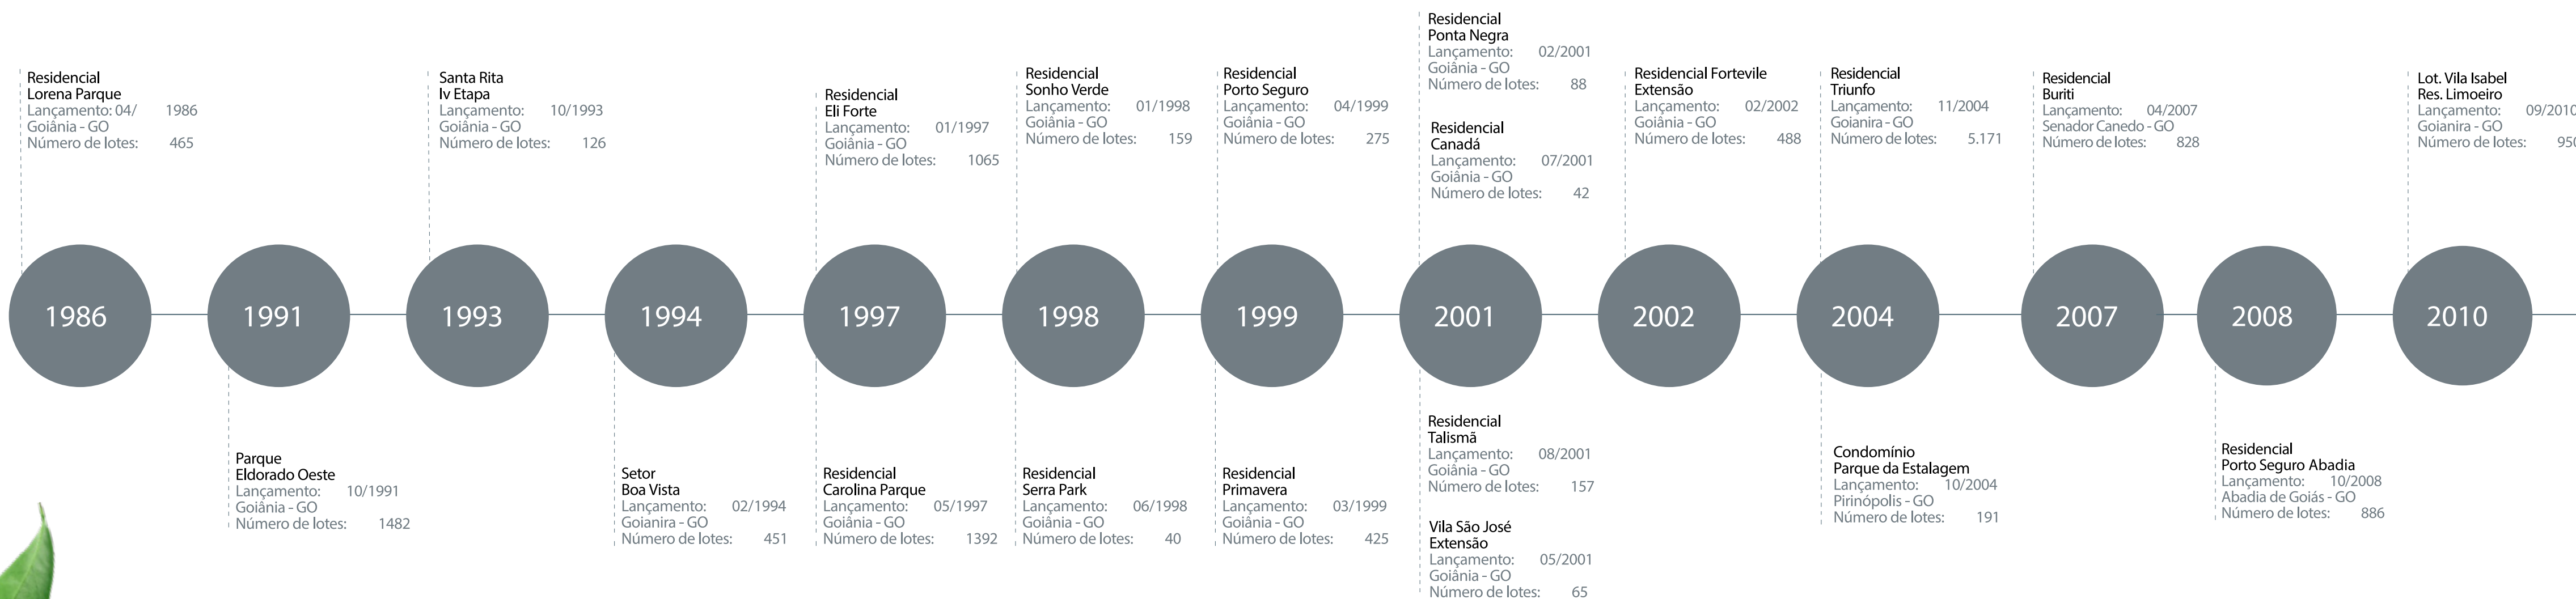 Residencial
Lorena Parque
Lançamento: 04/ 1986
Goiânia - GO
Número de lotes: 465
Santa Rita
Iv Etapa
Lançamento: 10/1993
Goiânia - GO
Número de lotes: 126
Residencial
Eli Forte
Lançamento: 01/1997
Goiânia - GO
Número de lotes: 1065
Residencial
Sonho Verde
Lançamento: 01/1998
Goiânia - GO
Número de lotes: 159
Residencial
Porto Seguro
Lançamento: 04/1999
Goiânia - GO
Número de lotes: 275
Residencial
Ponta Negra
Lançamento: 02/2001
Goiânia - GO
Número de lotes: 88
Residencial
Canadá
Lançamento: 07/2001
Goiânia - GO
Número de lotes: 42
Residencial Fortevile
Extensão
Lançamento: 02/2002
Goiânia - GO
Número de lotes: 488
Residencial
Triunfo
Lançamento: 11/2004
Goianira - GO
Número de lotes: 5.171
Residencial
Buriti
Lançamento: 04/2007
Senador Canedo - GO
Número de lotes: 828
Lot. Vila Isabel
Res. Limoeiro
Lançamento: 09/2010
Goianira - GO
Número de lotes:
1986
1991
1993
1994
1997
1998
1999
2001
2002
2004
2007
2008
2010
Parque
Eldorado Oeste
Lançamento: 10/1991
Goiânia - GO
Número de lotes: 1482
Setor
Boa Vista
Lançamento: 02/1994
Goianira - GO
Número de lotes: 451
Residencial
Carolina Parque
Lançamento: 05/1997
Goiânia - GO
Número de lotes: 1392
Residencial
Serra Park
Lançamento: 06/1998
Goiânia - GO
Número de lotes: 40
Residencial
Primavera
Lançamento: 03/1999
Goiânia - GO
Número de lotes: 425
Residencial
Talismã
Lançamento: 08/2001
Goiânia - GO
Número de lotes: 157
Vila São José
Extensão
Lançamento: 05/2001
Goiânia - GO
Número de lotes: 65
Condomínio
Parque da Estalagem
Lançamento: 10/2004
Pirinópolis - GO
Número de lotes: 191
Residencial
Porto Seguro Abadia
Lançamento: 10/2008
Abadia de Goiás - GO
Número de lotes: 886